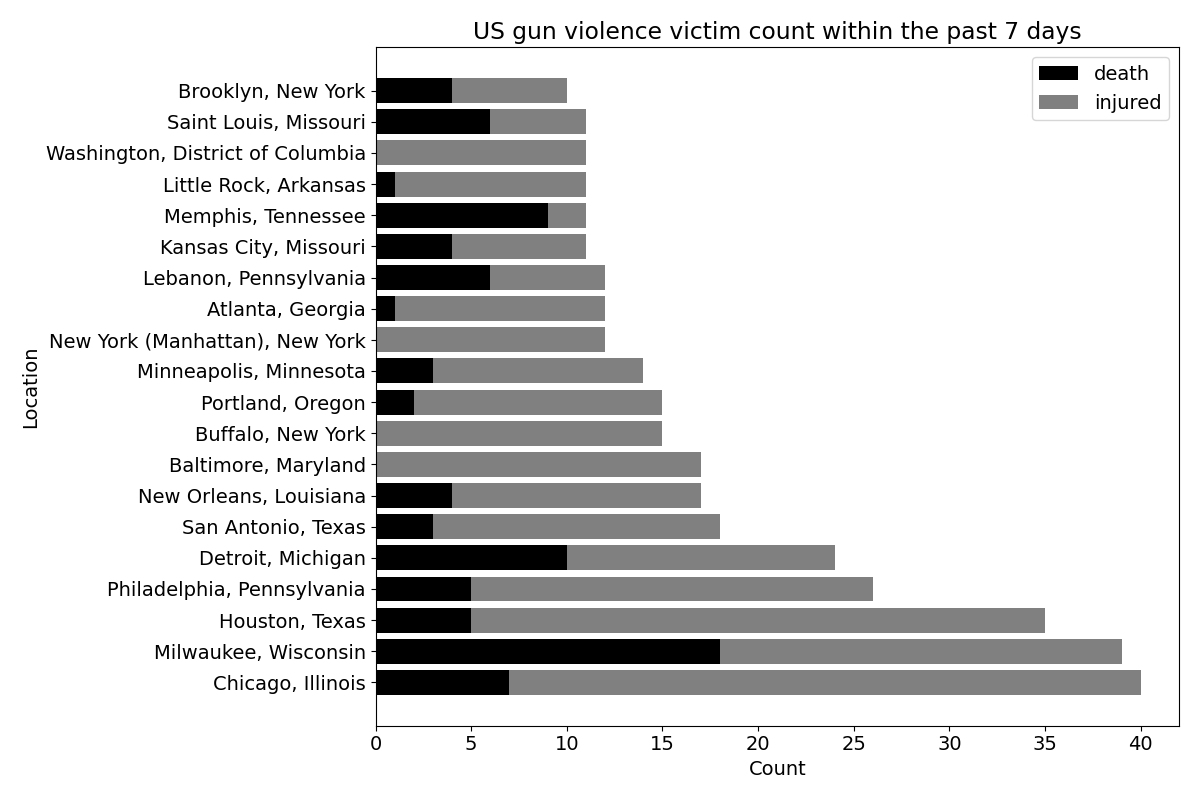 US gun violence victim count within the past 7 days
death
injured
Brooklyn, New York
Saint Louis, Missouri
Washington, District of Columbia
Little Rock, Arkansas
Memphis, Tennessee
Kansas City, Missouri
Lebanon, Pennsylvania
Atlanta, Georgia
New York (Manhattan), New York
Minneapolis, Minnesota
Portland, Oregon
Buffalo, New York
Baltimore, Maryland
New Orleans, Louisiana
San Antonio, Texas
Detroit, Michigan
Philadelphia, Pennsylvania
Houston, Texas
Milwaukee, Wisconsin
Chicago, Illinois
Location
0 5 10 15 20 25 30 35 40
Count